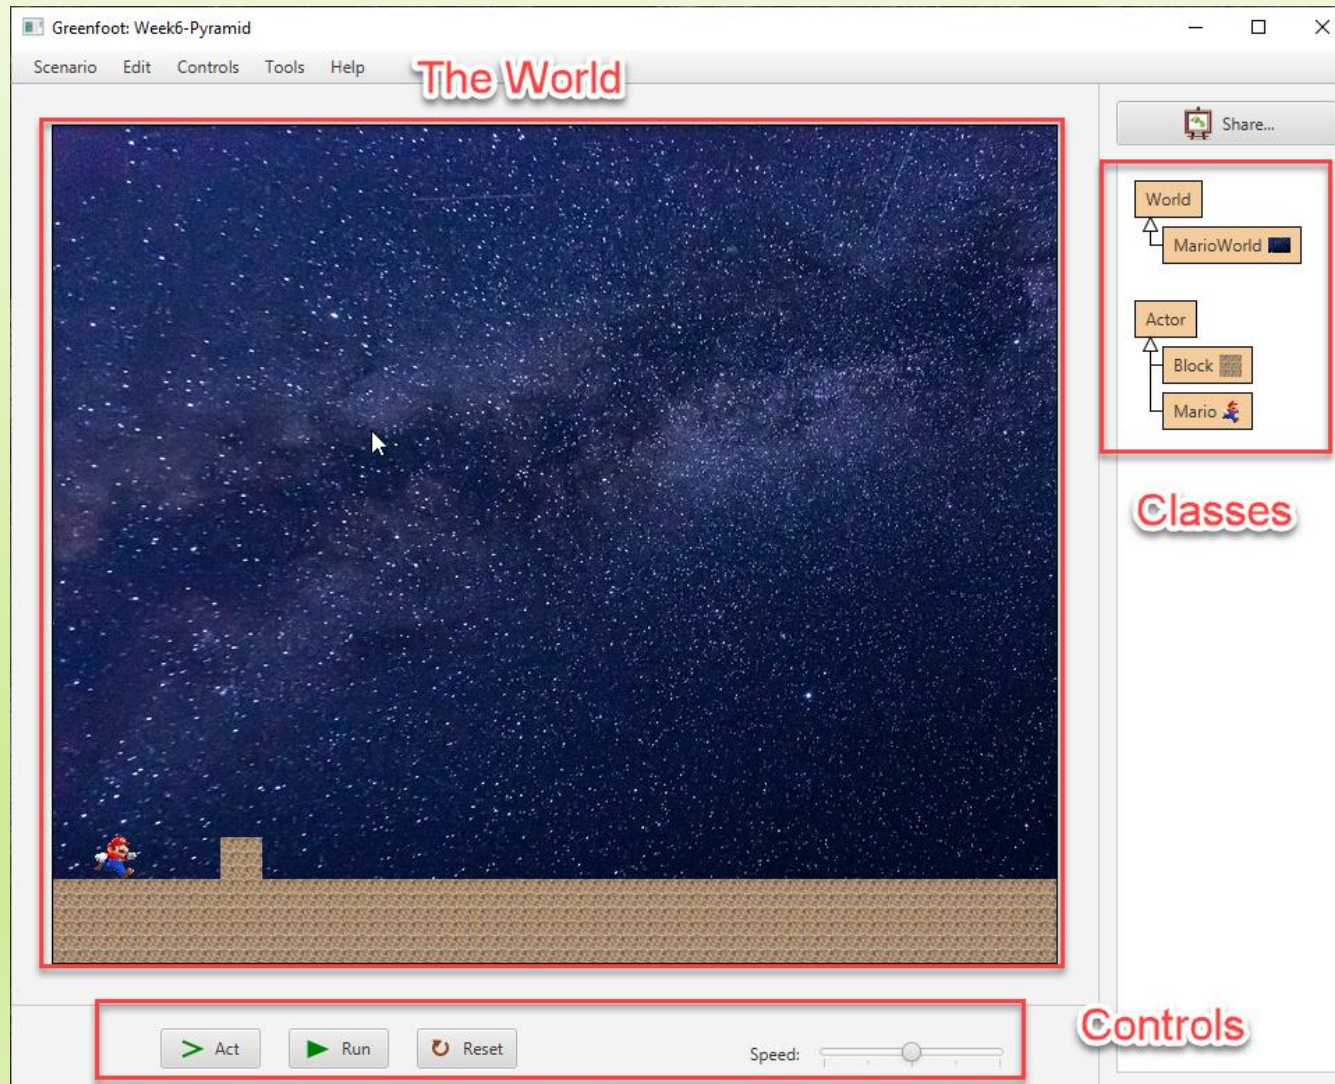 Greenfoot: Week6-Pyramid
Scenario Edit Controls Tools Help
The World
Share...
World
MarioWorld
Actor
Block
Mario
Classes
Controls
Act Run Reset Speed: